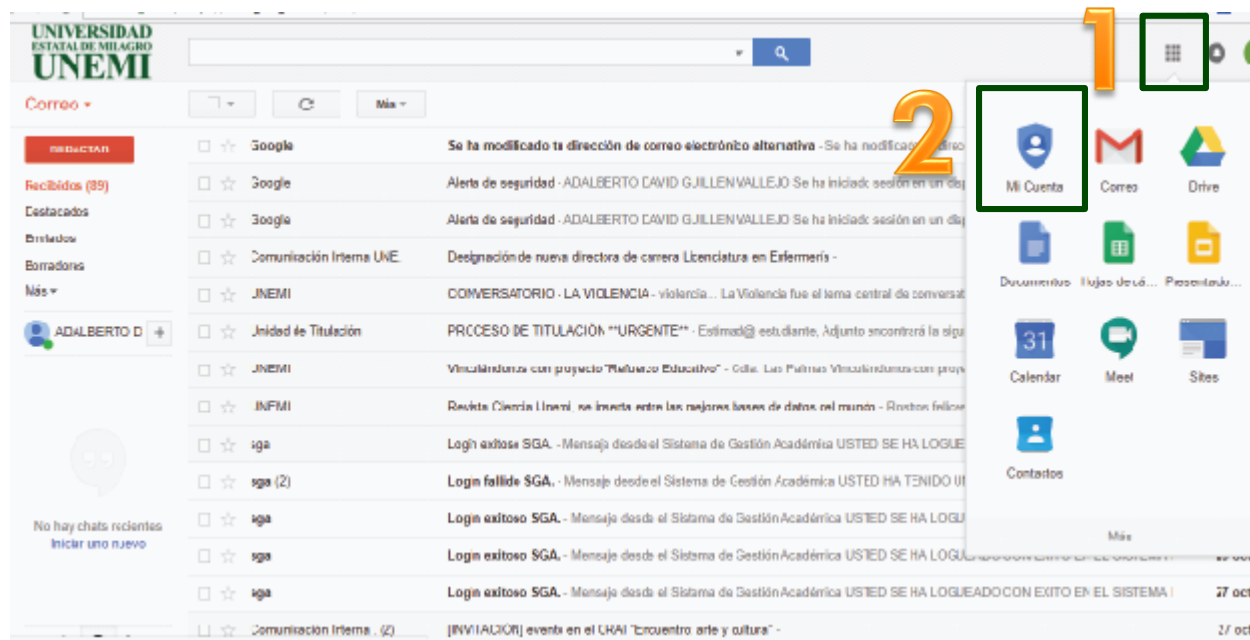 UNIVERSIDAD
ESTATAL DE MILAGRO
UNEMI
1
2
Correo
Más
REDACTAR
Recibidos (89)
Destacados
Enviados
Borradores
Más
ADALBERTO D +
No hay chats recientes
Iniciar uno nuevo
Google Se ha modificado tu dirección de correo electrónico alternativa - Se ha
Google Alerta de seguridad - ADALBERTO DAVID GUILLEN VALLEJO Se ha iniciado sesión en un
Google Alerta de seguridad - ADALBERTO DAVID GUILLEN VALLEJO Se ha iniciado sesión en un
Comunicación Interna UNE. Designación de nueva directora de carrera Licenciatura en Enfermería -
UNEMI CONVERSATORIO - LA VIOLENCIA - violencia... La Violencia fue el tema central de
Unidad de Titulación PROCESO DE TITULACIÓN **URGENTE** - Estimad@ estudiante, Adjunto encontrará la
UNEMI Vinculándonos con proyecto "Refuerzo Educativo" - Cdla. Las Palmas Vinculándonos con
UNEMI Revista Ciencia Unemi, se inserta entre las mejores bases de datos del mundo - Rostros
sga Login exitoso SGA. - Mensaje desde el Sistema de Gestión Académica USTED SE HA
sga (2) Login fallido SGA. - Mensaje desde el Sistema de Gestión Académica USTED HA TENIDO
sga Login exitoso SGA. - Mensaje desde el Sistema de Gestión Académica USTED SE HA
sga Login exitoso SGA. - Mensaje desde el Sistema de Gestión Académica USTED SE HA
sga Login exitoso SGA. - Mensaje desde el Sistema de Gestión Académica USTED SE HA LOGUEADO CON EXITO EN EL SISTEMA 27 oct
Comunicación Interna . (2) [INVITACION] evento en el CRAI "Encuentro arte y cultura" - 27 oct
Mi Cuenta Correo Drive
Documentos Hojas de cá... Presentacio...
31
Calendar Meet Sites
Contactos
Más